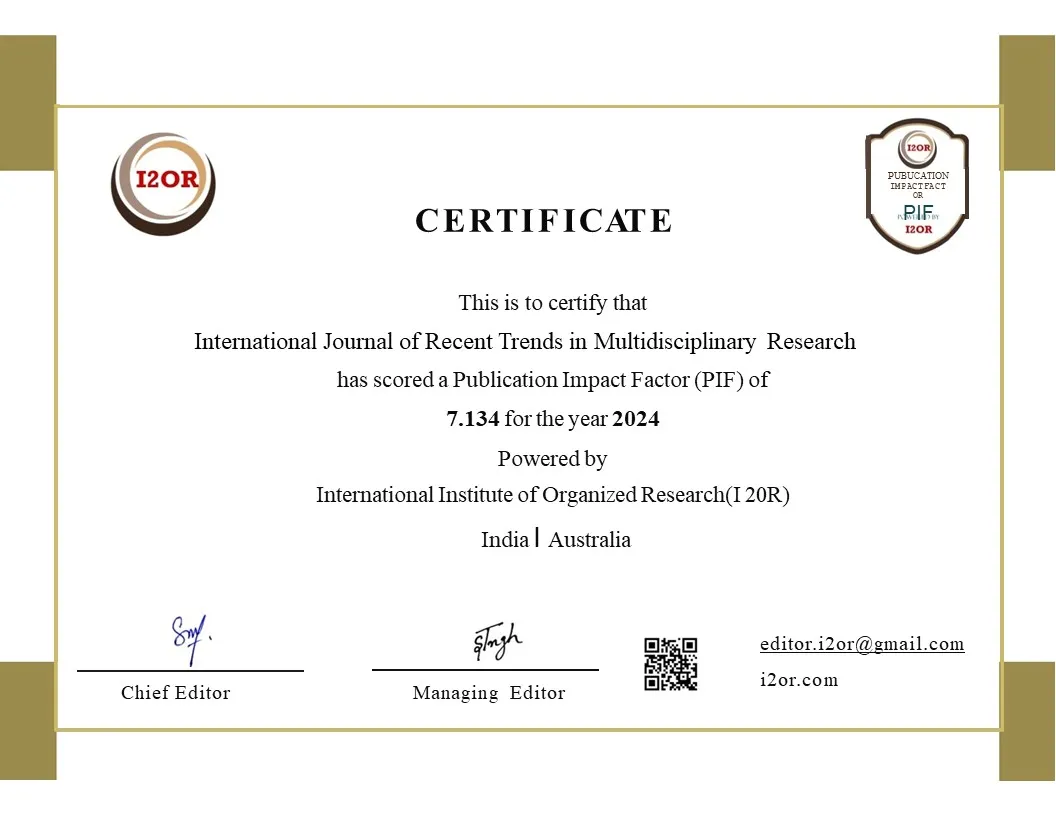 I2OR
I2OR
PUBUCATION
IMPACT FACT
OR
PIF
POWERED BY
I2OR
CERTIFICATE
This is to certify that
International Journal of Recent Trends in Multidisciplinary Research
has scored a Publication Impact Factor (PIF) of
7.134 for the year 2024
Powered by
International Institute of Organized Research(I 20R)
India | Australia
Chief Editor
Managing Editor
editor.i2or@gmail.com
i2or.com